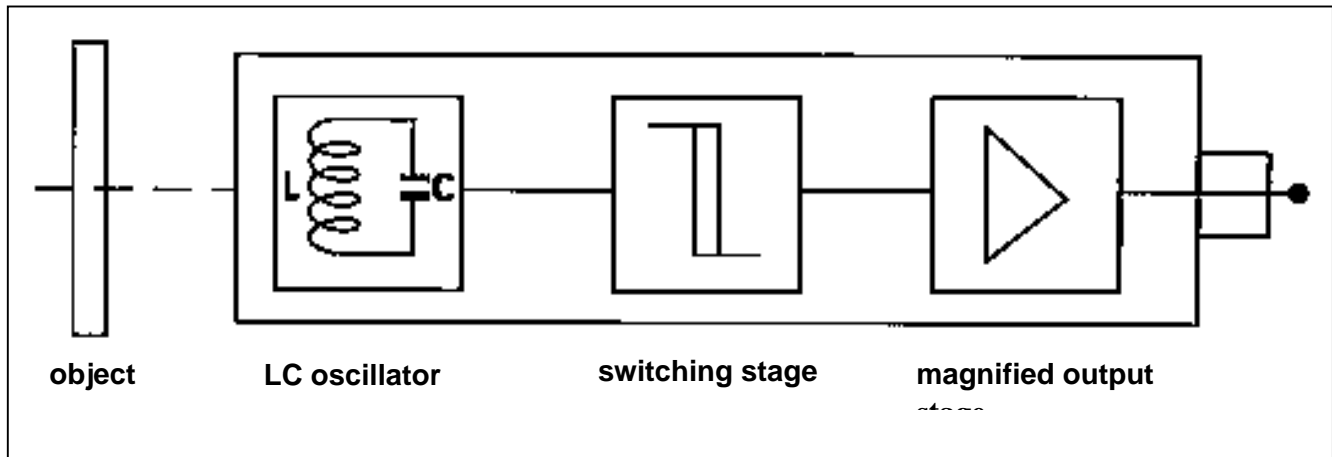 L
C
object
LC oscillator
switching stage
magnified output